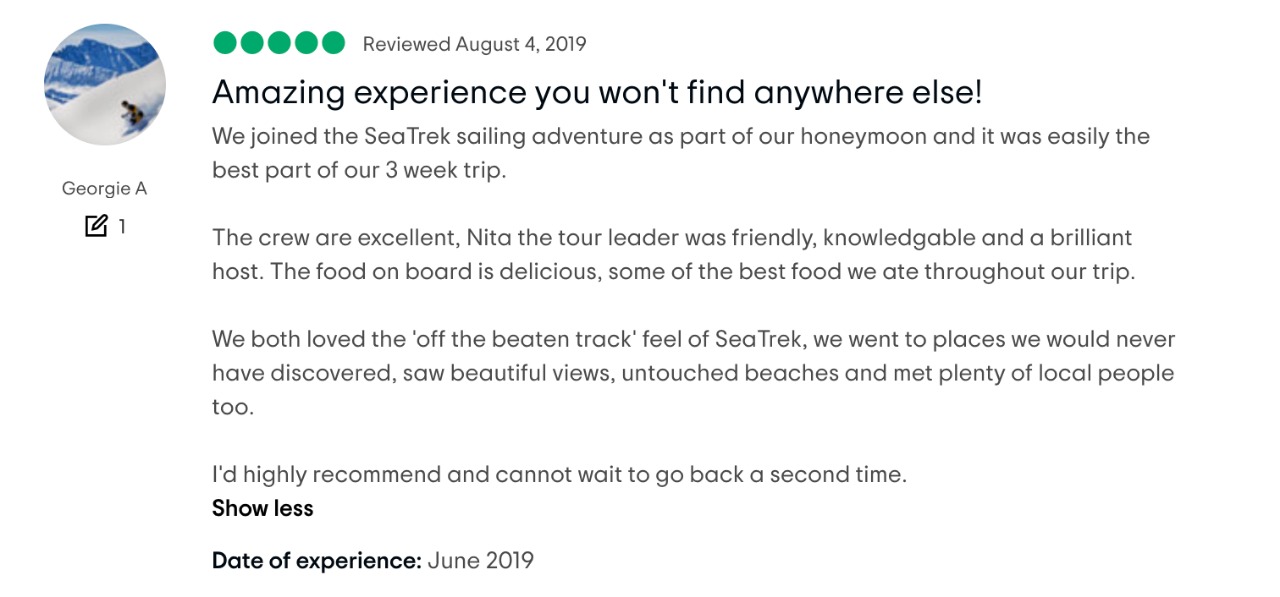 Reviewed August 4, 2019
Amazing experience you won't find anywhere else!
We joined the SeaTrek sailing adventure as part of our honeymoon and it was easily the
best part of our 3 week trip.
Georgie A
1
The crew are excellent, Nita the tour leader was friendly, knowledgable and a brilliant
host. The food on board is delicious, some of the best food we ate throughout our trip.
We both loved the 'off the beaten track' feel of SeaTrek, we went to places we would never
have discovered, saw beautiful views, untouched beaches and met plenty of local people
too.
I'd highly recommend and cannot wait to go back a second time.
Show less
Date of experience: June 2019